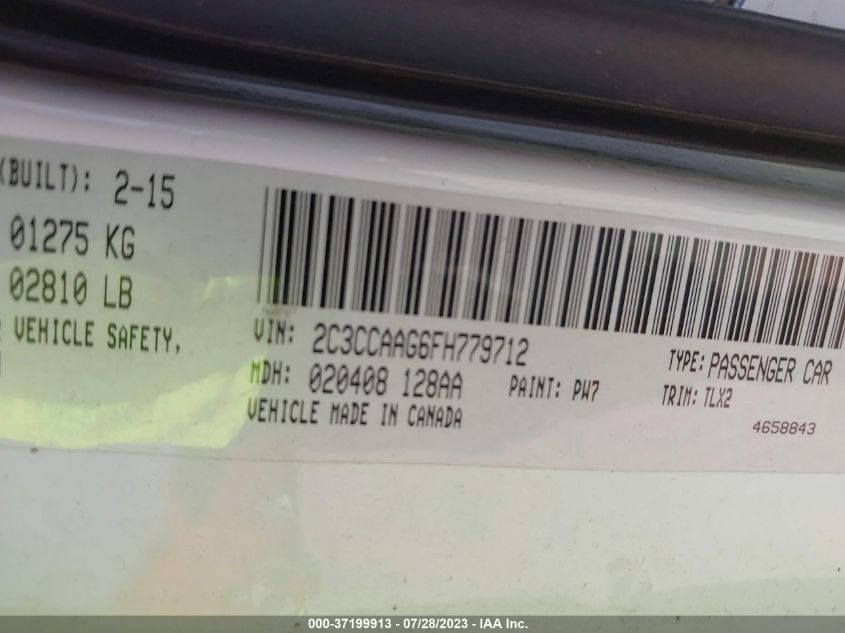 (BUILT): 2-15
01275 KG
02810 LB
VEHICLE SAFETY,
VIN: 2C3CCAAG6FH779712
MDH: 020408 128AA
PAINT: PW7
VEHICLE MADE IN CANADA
TYPE: PASSENGER CAR
TRIM: TLX2
4658843
000-37199913 - 07/28/2023 - IAA Inc.